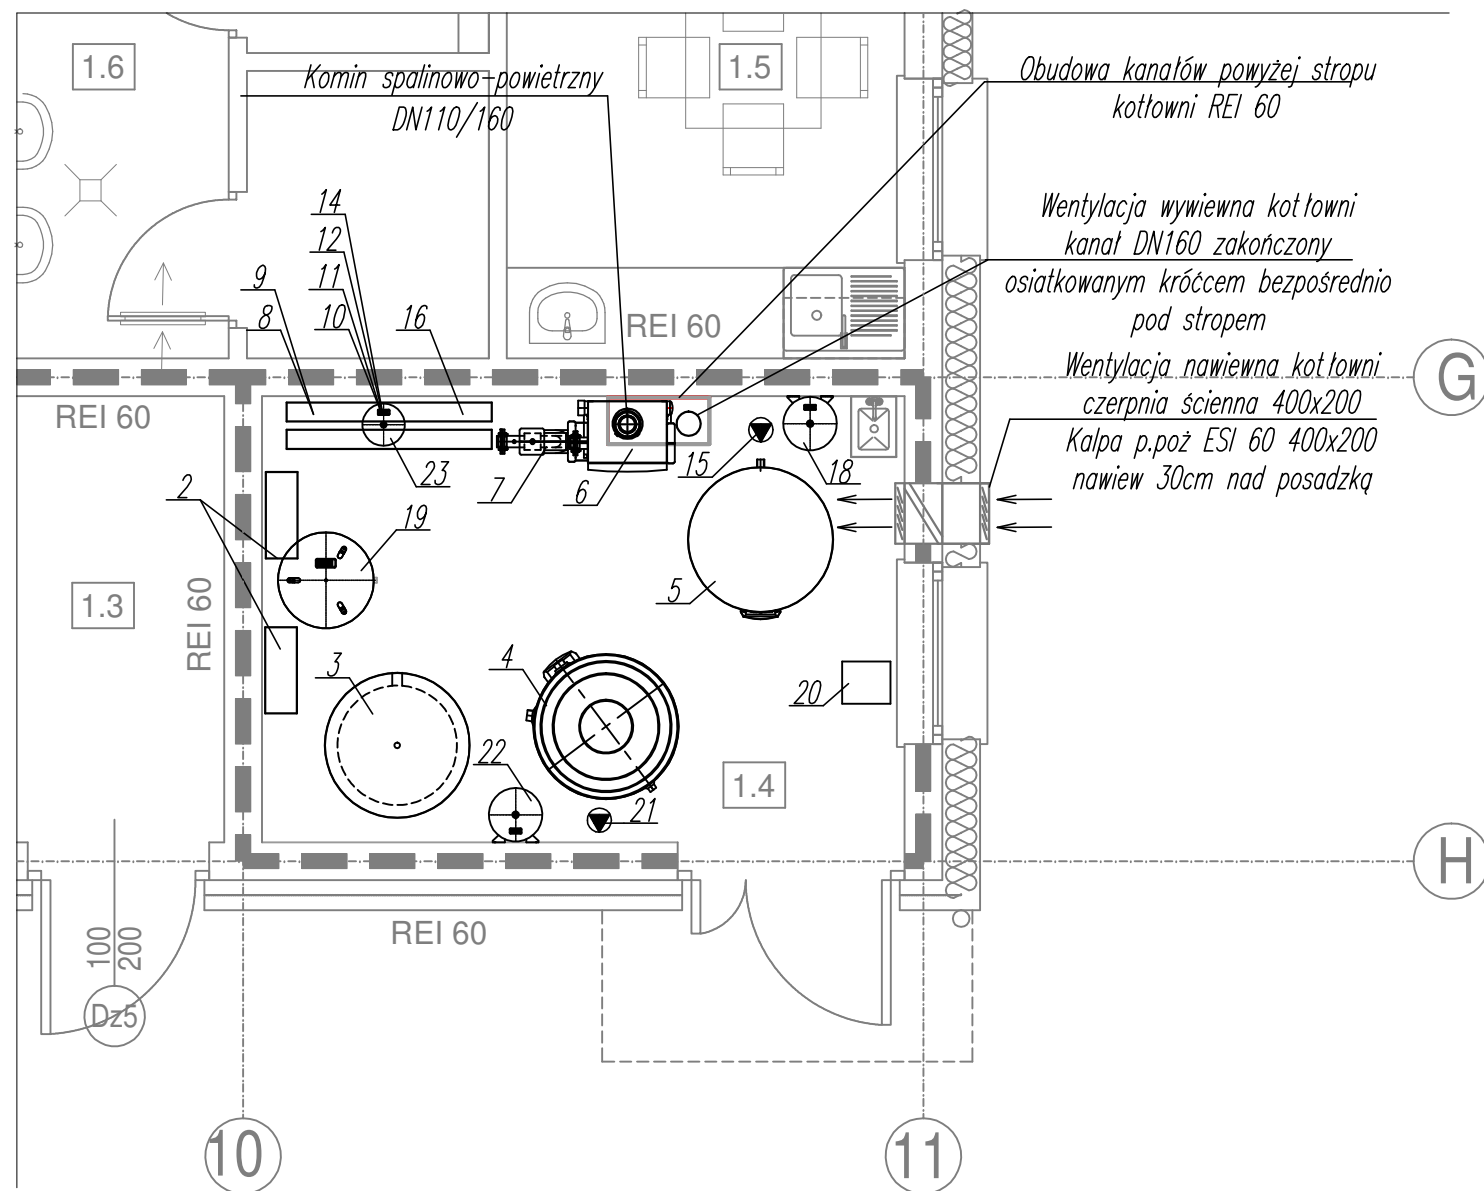 1.6
Komin spalinowo-powietrzny
DN110/160
1.5
Obudowa kanałów powyżej stropu
kotłowni REI 60
Wentylacja wywiewna kotłowni
kanał DN160 zakończony
osiatkowanym króćcem bezpośrednio
pod stropem
Wentylacja nawiewna kotłowni
czerpnia ścienna 400x200
Kalpa p.poż ESI 60 400x200
nawiew 30cm nad posadzką
14
12
11
10
9
8
16
REI 60
G
REI 60
23
7
6
15
18
2
19
5
1.3
REI 60
3
4
20
22
21
1.4
H
REI 60
100
200
Dz5
10
11